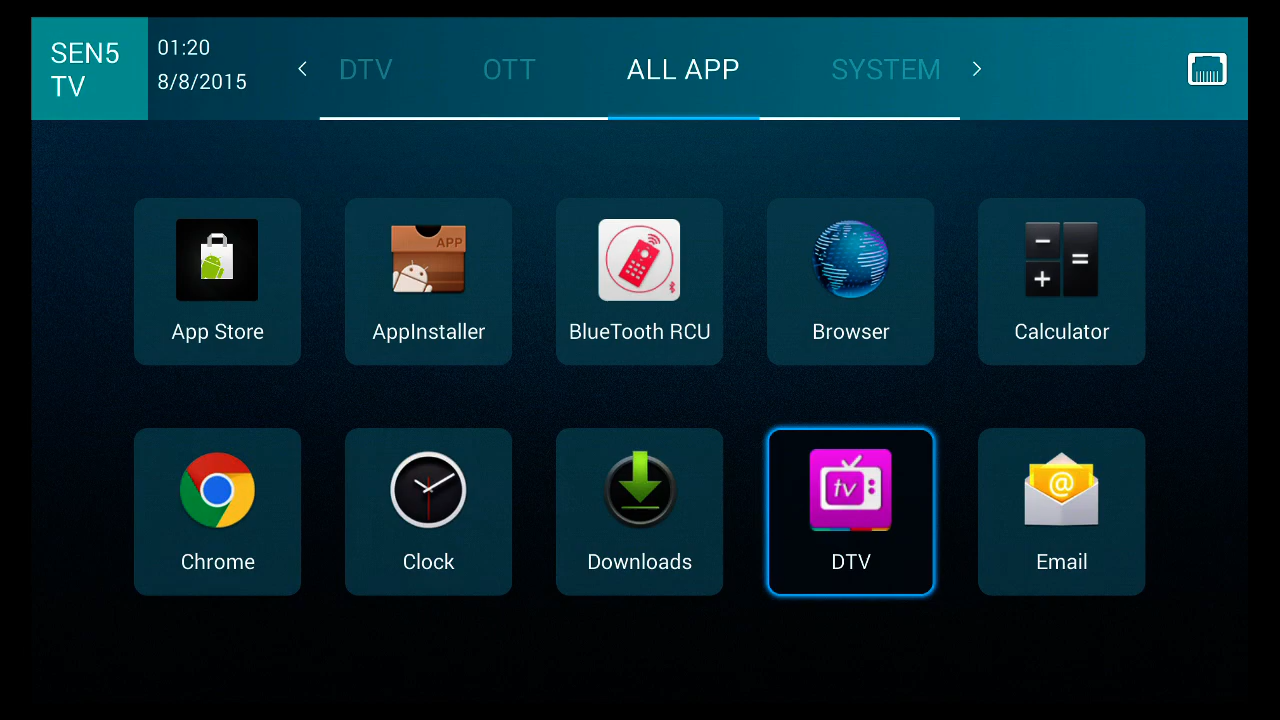 SEN5
TV
01:20
8/8/2015
DTV
OTT
ALL APP
SYSTEM
APP
App Store
AppInstaller
BlueTooth RCU
Browser
Calculator
tv
@
Chrome
Clock
Downloads
DTV
Email